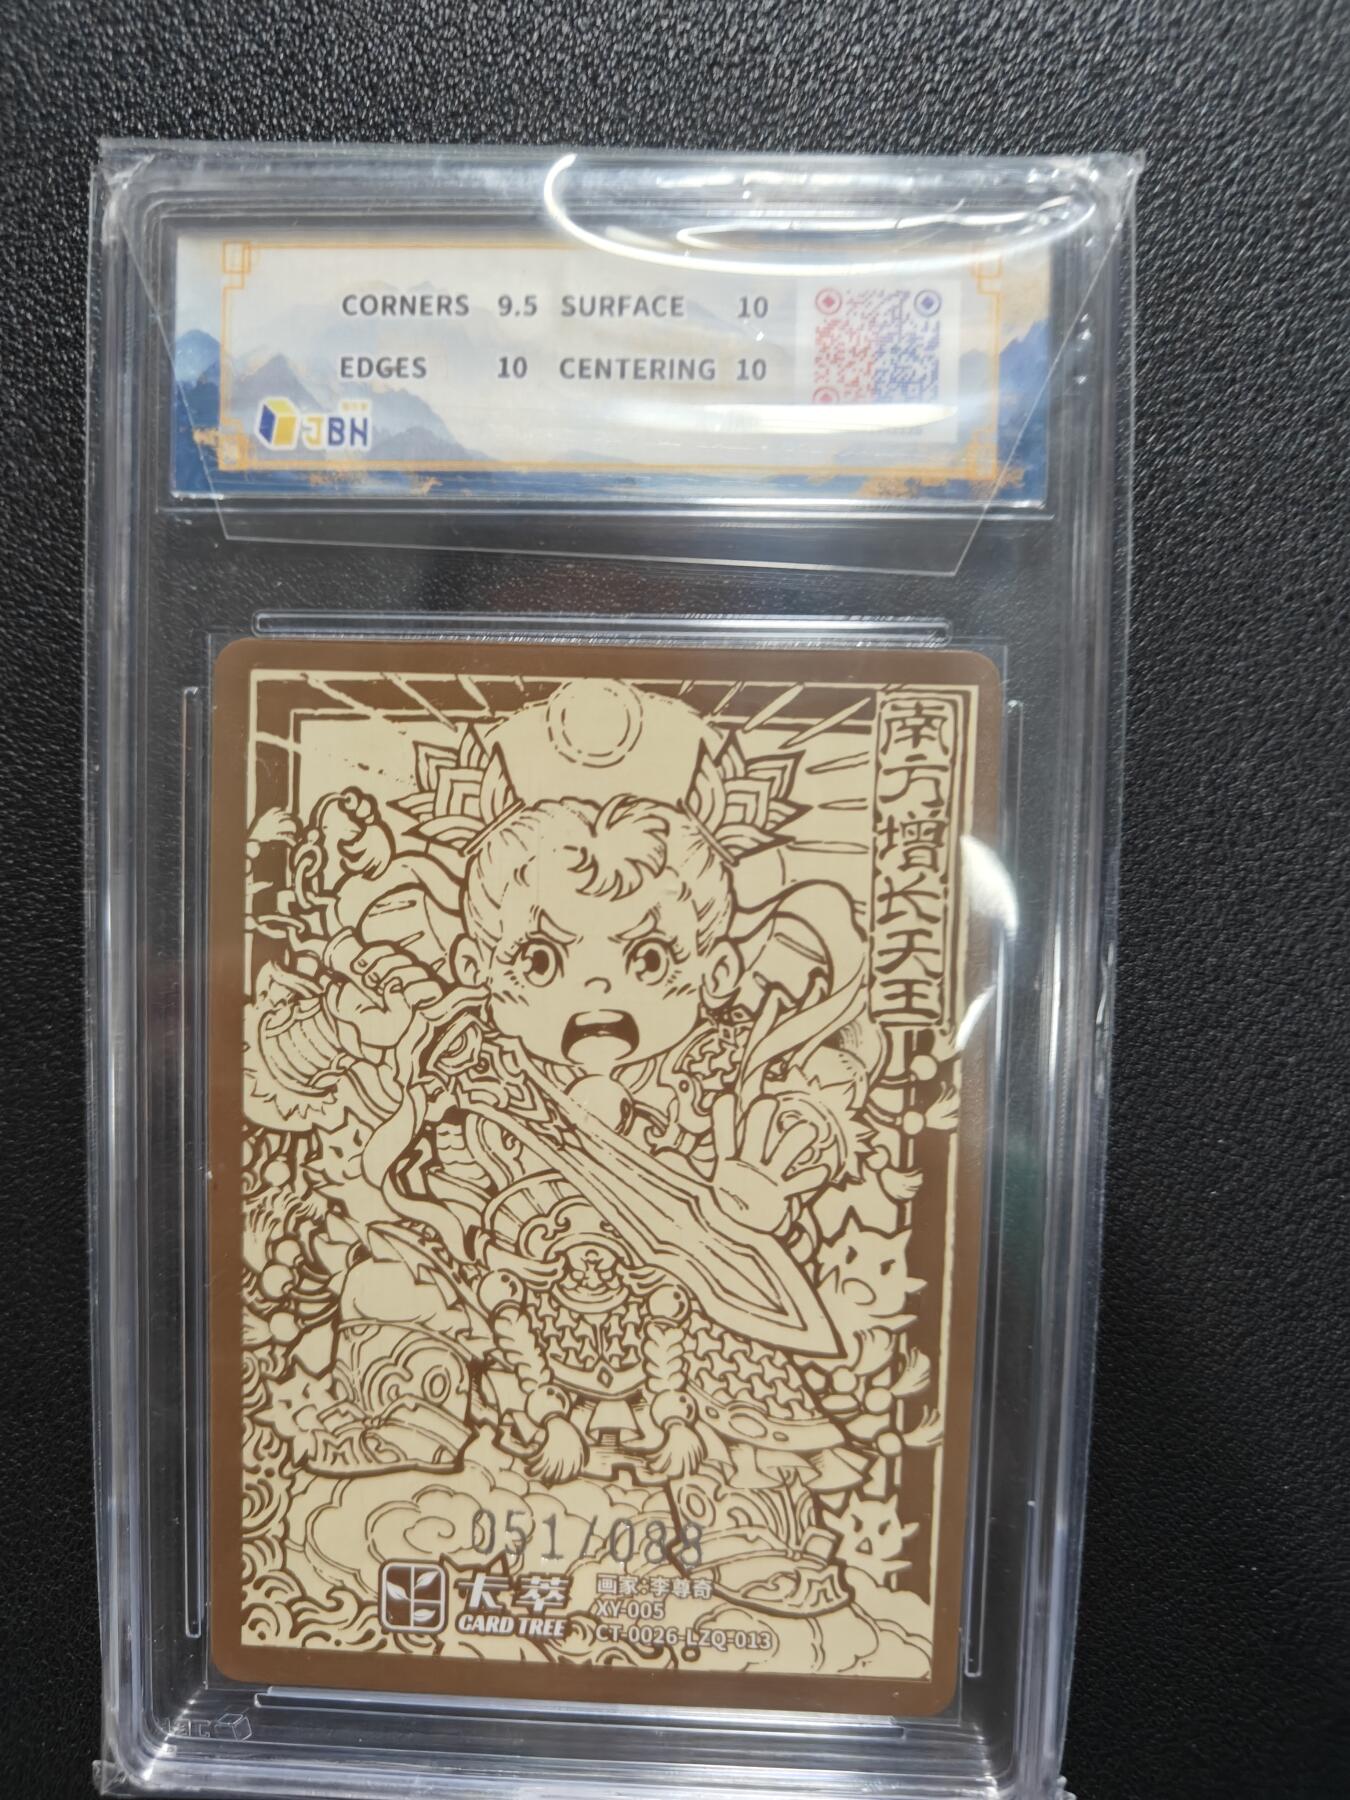 CORNERS 9.5 SURFACE 10
EDGES 10 CENTERING 10
JBH
南方增长天王
051/088
卡萃
CARD TREE
画家:李尊奇
XY-005
CT-0026-LZQ-013